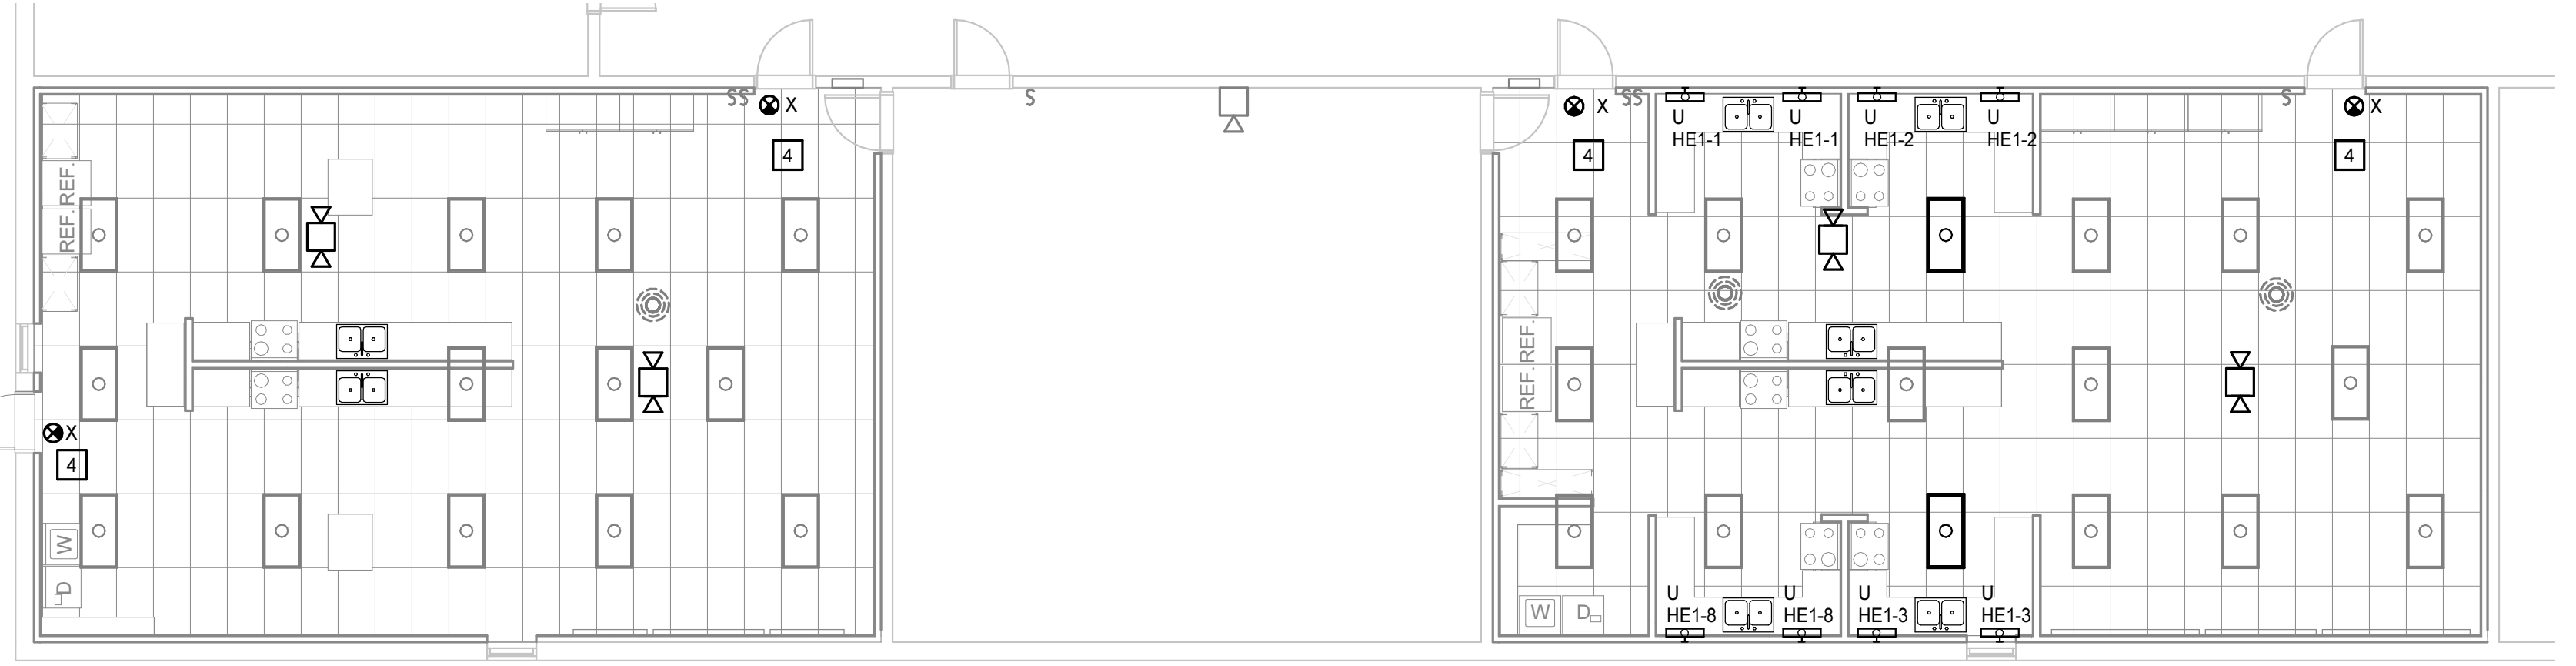 SS
X
S
X
SS
S
X
U
U
U
U
HE1-1
HE1-1
HE1-2
HE1-2
4
4
4
REF.
REF.
REF.
REF.
X
4
W
D
U
U
U
U
HE1-8
HE1-8
HE1-3
HE1-3
W
D